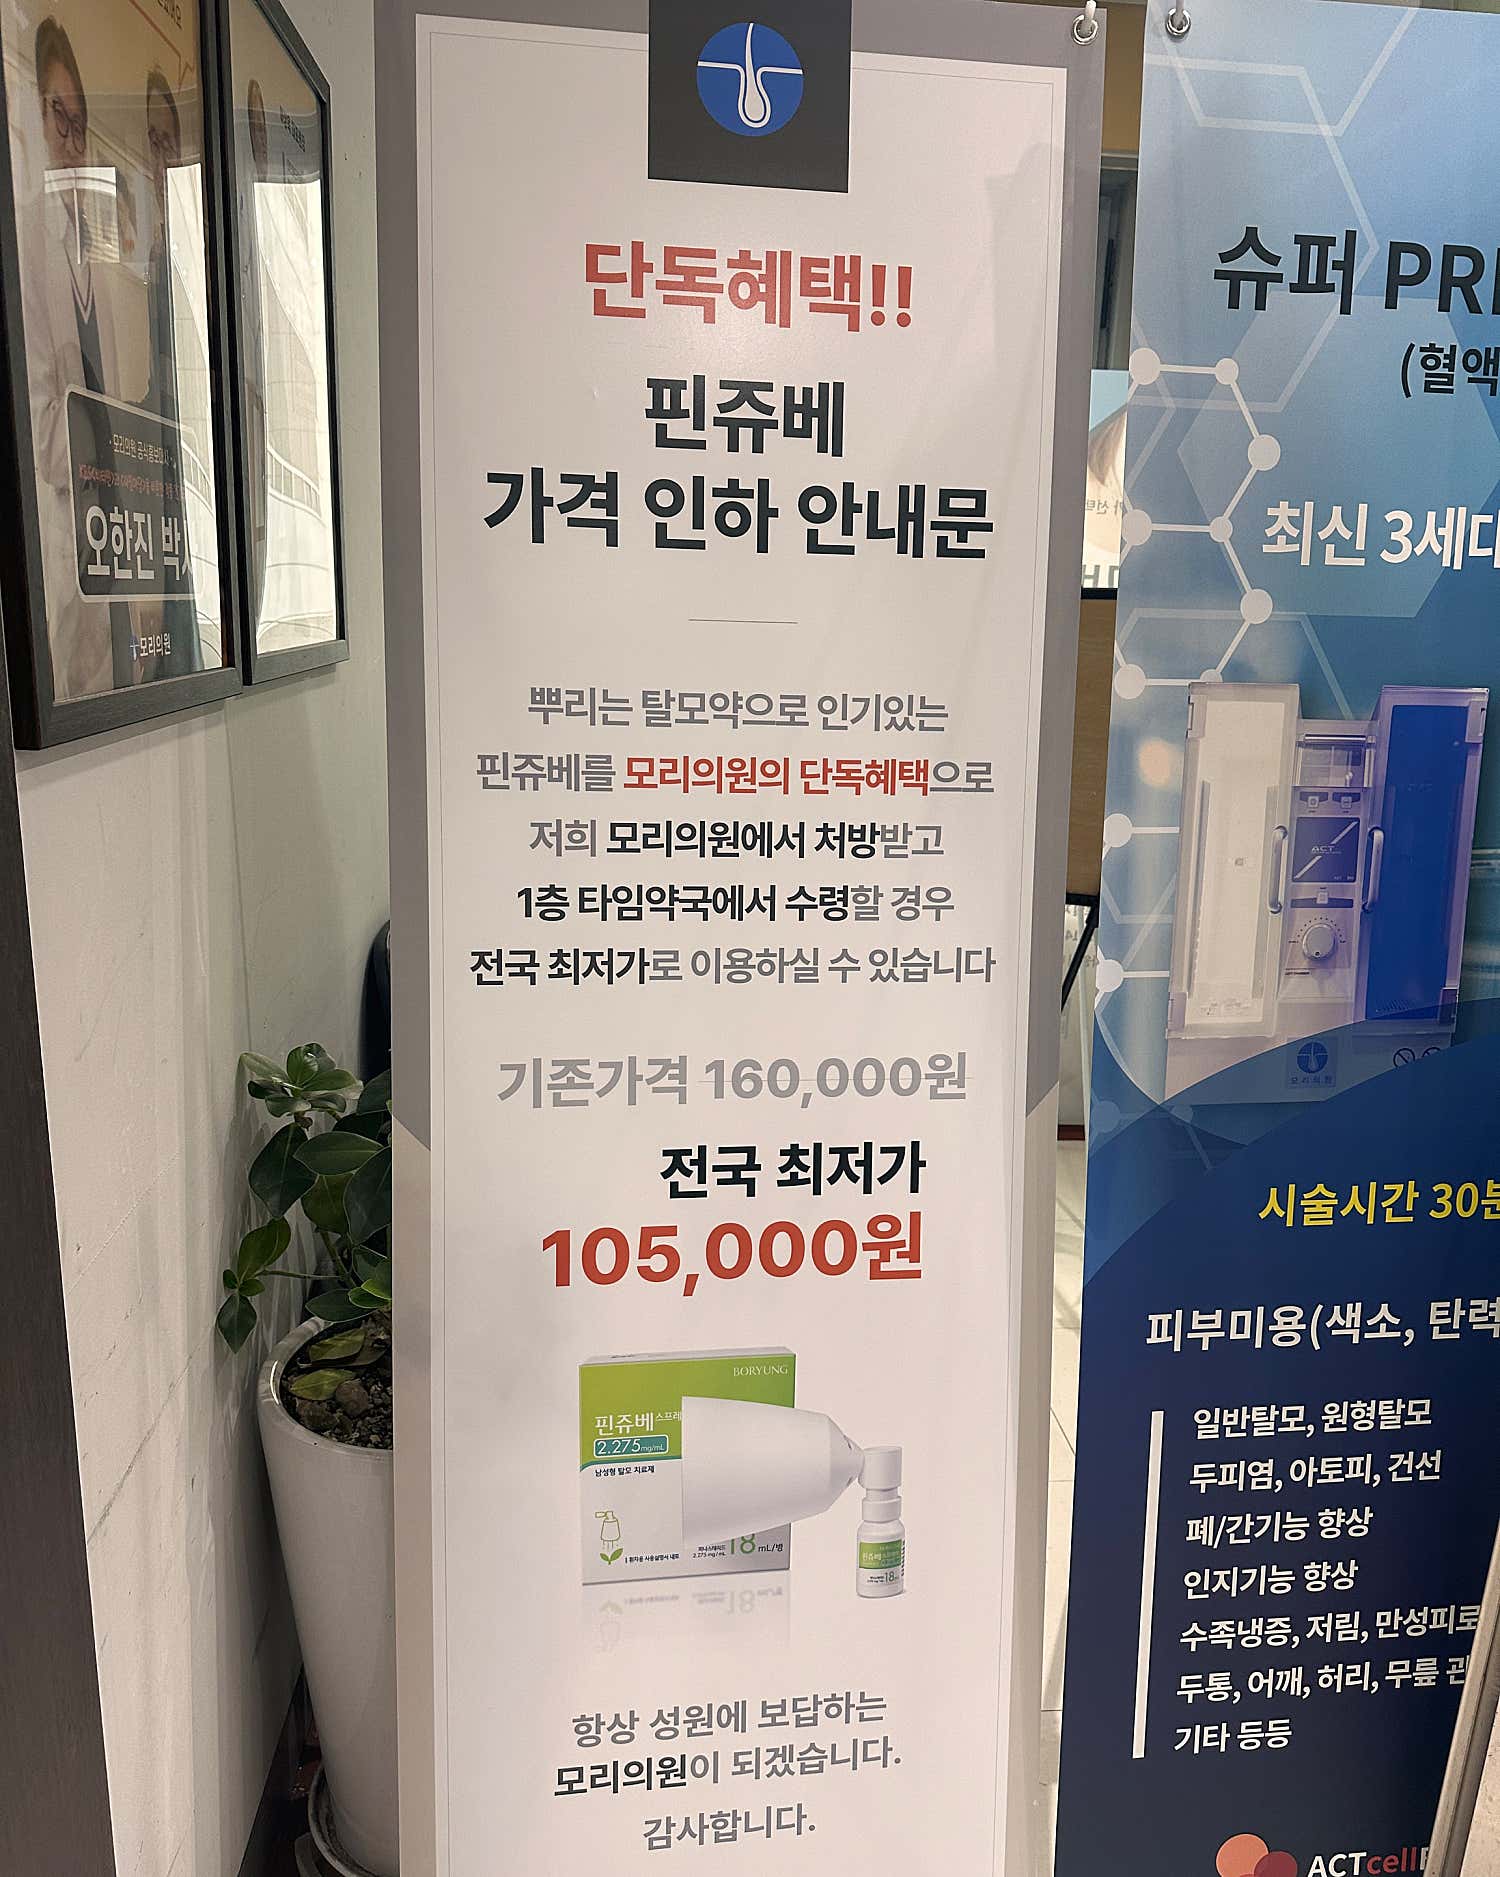 단독혜택!!
핀쥬베
가격 인하 안내문
뿌리는 탈모약으로 인기있는
핀쥬베를 모리의원의 단독혜택으로
저희 모리의원에서 처방받고
1층 타임약국에서 수령할 경우
전국 최저가로 이용하실 수 있습니다
기존가격 160,000원
전국 최저가
105,000원
BORYUNG
핀쥬베 스프레
2.275mg/mL
남성형 탈모 치료제
18 mL/병
항상 성원에 보답하는
모리의원이 되겠습니다.
감사합니다.
오한진 박
모리의원
슈퍼 PR
(혈액
최신 3세대
ACT
모리의원
시술시간 30분
피부미용(색소, 탄력
일반탈모, 원형탈모
두피염, 아토피, 건선
폐/간기능 향상
인지기능 향상
수족냉증, 저림, 만성피로
두통, 어깨, 허리, 무릎 관
기타 등등
ACTcell